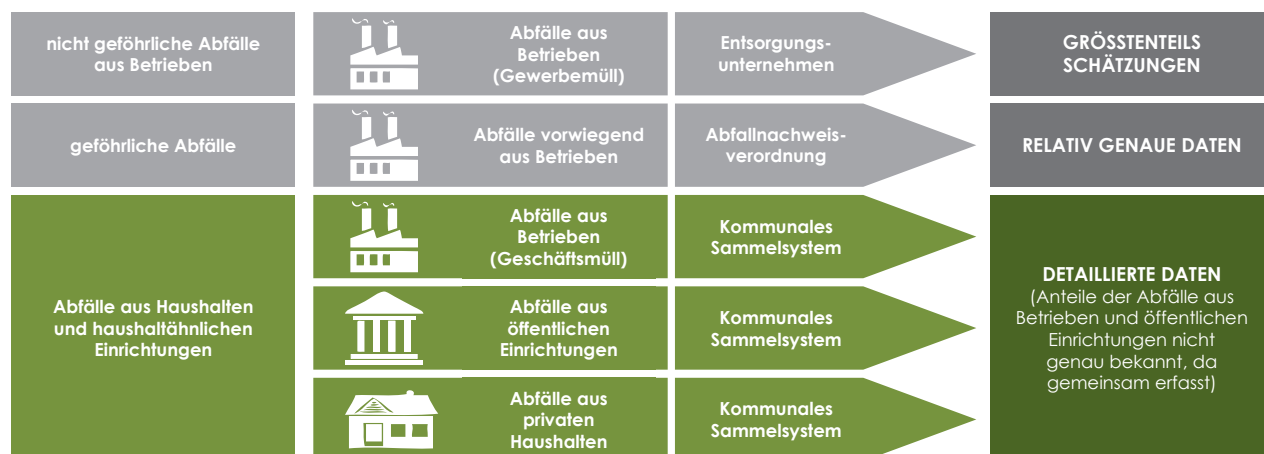 nicht geföhrliche Abfälle
aus Betrieben
Abfälle aus
Betrieben
(Gewerbemüll)
Entsorgungs-
unternehmen
GRÖSSTENTEILS
SCHÄTZUNGEN
geföhrliche Abfälle
Abfälle vorwiegend
aus Betrieben
Abfallnachweis-
verordnung
RELATIV GENAUE DATEN
Abfälle aus Haushalten
und haushaltähnlichen
Einrichtungen
Abfälle aus
Betrieben
(Geschäftsmüll)
Kommunales
Sammelsystem
Abfälle aus
öffentlichen
Einrichtungen
Kommunales
Sammelsystem
Abfälle aus
privaten
Haushalten
Kommunales
Sammelsystem
DETAILLIERTE DATEN
(Anteile der Abfälle aus
Betrieben und öffentlichen
Einrichtungen nicht
genau bekannt, da
gemeinsam erfasst)